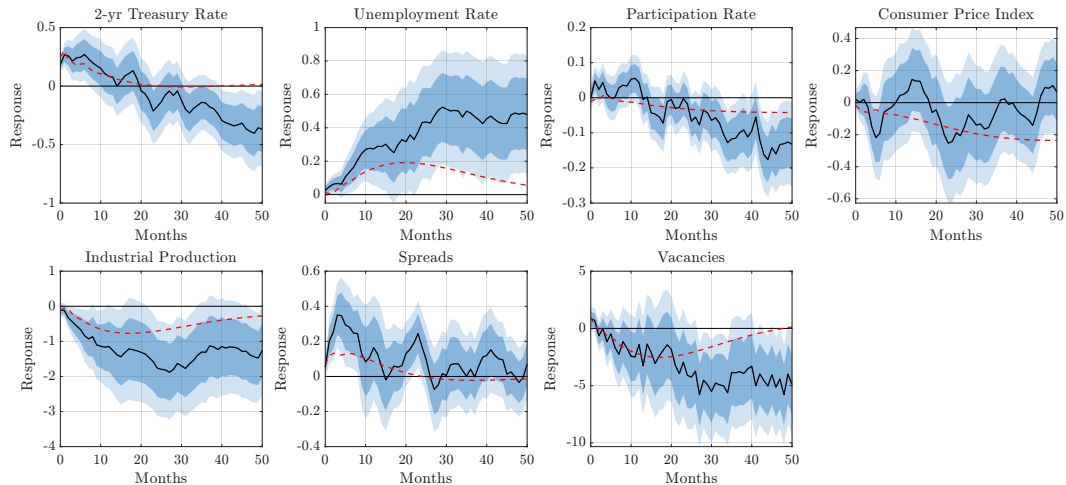 2-yr Treasury Rate
0.5
0
-0.5
-1
Response
0 10 20 30 40 50
Months
Unemployment Rate
1
0.8
0.6
0.4
0.2
0
Response
0 10 20 30 40 50
Months
Participation Rate
0.2
0.1
0
-0.1
-0.2
-0.3
Response
0 10 20 30 40 50
Months
Consumer Price Index
0.4
0.2
0
-0.2
-0.4
-0.6
Response
0 10 20 30 40 50
Months
Industrial Production
1
0
-1
-2
-3
-4
Response
0 10 20 30 40 50
Months
Spreads
0.6
0.4
0.2
0
-0.2
-0.4
Response
0 10 20 30 40 50
Months
Vacancies
5
0
-5
-10
Response
0 10 20 30 40 50
Months